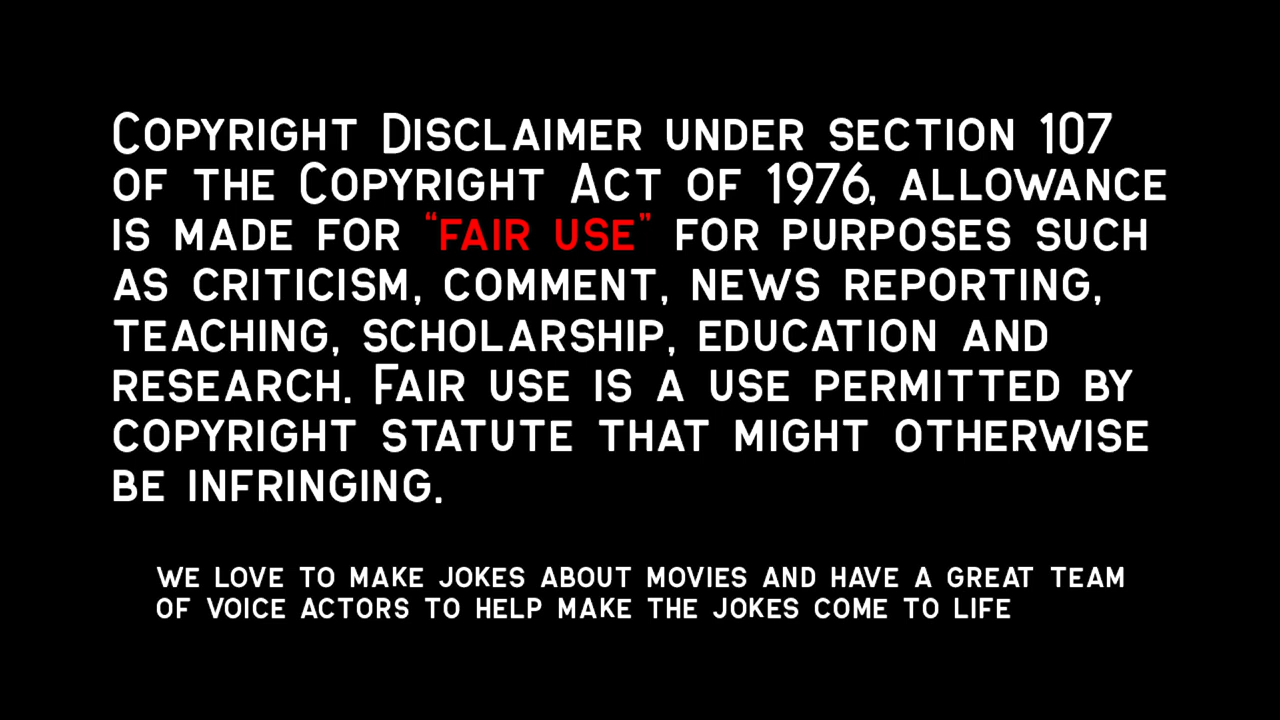 Copyright Disclaimer under section 107
of the Copyright Act of 1976, allowance
is made for “fair use” for purposes such
as criticism, comment, news reporting,
teaching, scholarship, education and
research. Fair use is a use permitted by
copyright statute that might otherwise
be infringing.
we love to make jokes about movies and have a great team
of voice actors to help make the jokes come to life